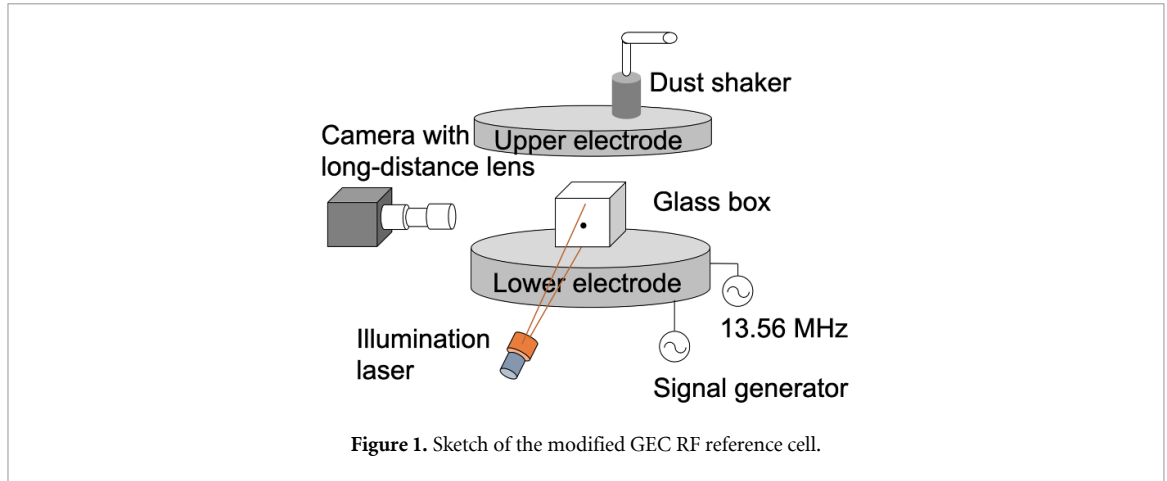 Dust shaker
Upper electrode
Camera with
long-distance lens
Glass box
Lower electrode
13.56 MHz
Illumination
laser
Signal generator
Figure 1. Sketch of the modified GEC RF reference cell.